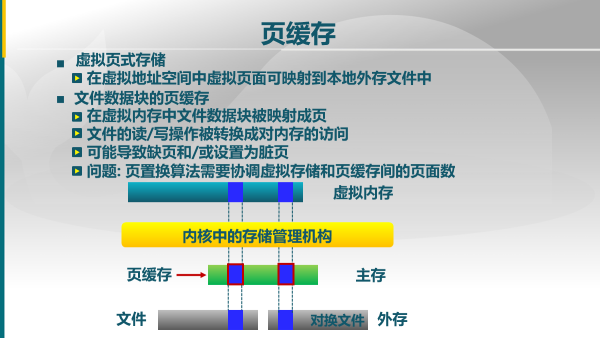 页缓存
虚拟页式存储
在虚拟地址空间中虚拟页面可映射到本地外存文件中
文件数据块的页缓存
在虚拟内存中文件数据块被映射成页
文件的读/写操作被转换成对内存的访问
可能导致缺页和/或设置为脏页
问题: 页置换算法需要协调虚拟存储和页缓存间的页面数
虚拟内存
内核中的存储管理机构
页缓存
主存
文件
对换文件
外存